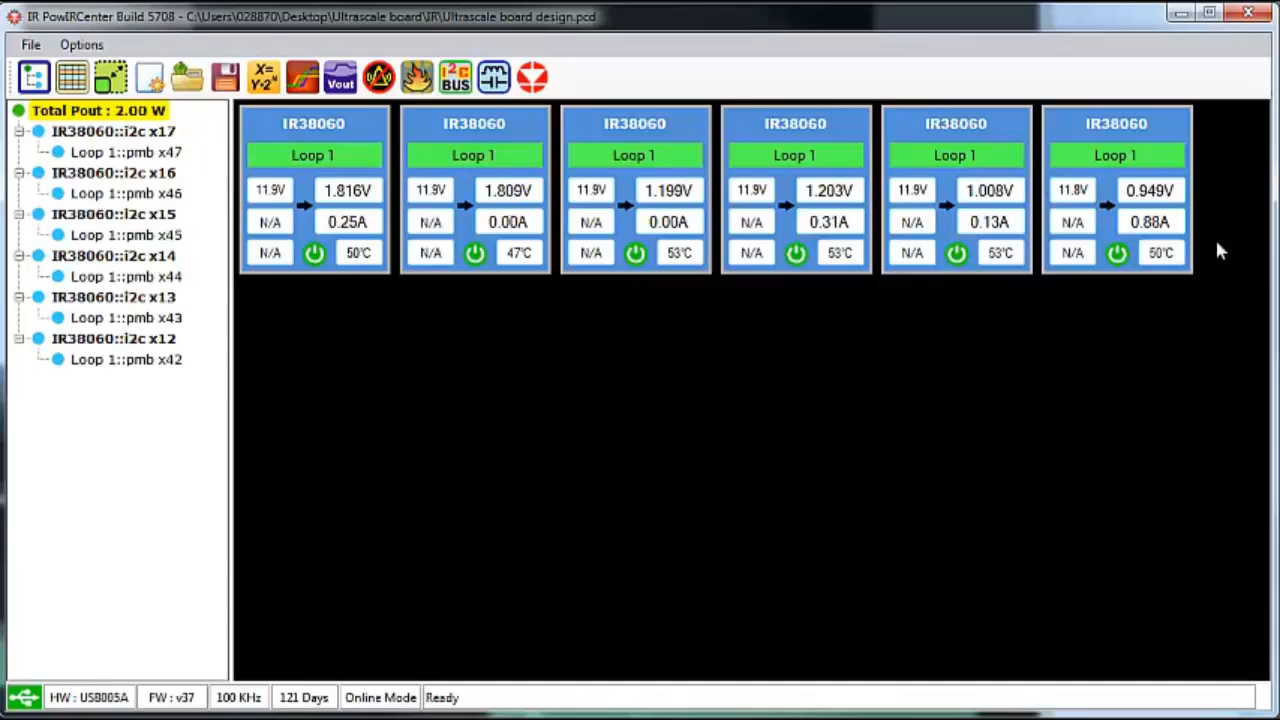 IR PowIRCenter Build 5708 - C:\Users\028870\Desktop\Ultrascale board\IR\Ultrascale board design.pcd
File Options
X=
Y·2ᴺ
Vout
I2C
BUS
Total Pout : 2.00 W
IR38060::i2c x17
Loop 1::pmb x47
IR38060::i2c x16
Loop 1::pmb x46
IR38060::i2c x15
Loop 1::pmb x45
IR38060::i2c x14
Loop 1::pmb x44
IR38060::i2c x13
Loop 1::pmb x43
IR38060::i2c x12
Loop 1::pmb x42
IR38060
Loop 1
11.9V 1.816V
N/A 0.25A
N/A 50°C
IR38060
Loop 1
11.9V 1.809V
N/A 0.00A
N/A 47°C
IR38060
Loop 1
11.9V 1.199V
N/A 0.00A
N/A 53°C
IR38060
Loop 1
11.9V 1.203V
N/A 0.31A
N/A 53°C
IR38060
Loop 1
11.9V 1.008V
N/A 0.13A
N/A 53°C
IR38060
Loop 1
11.8V 0.949V
N/A 0.88A
N/A 50°C
HW : USB005A FW : v37 100 KHz 121 Days Online Mode Ready